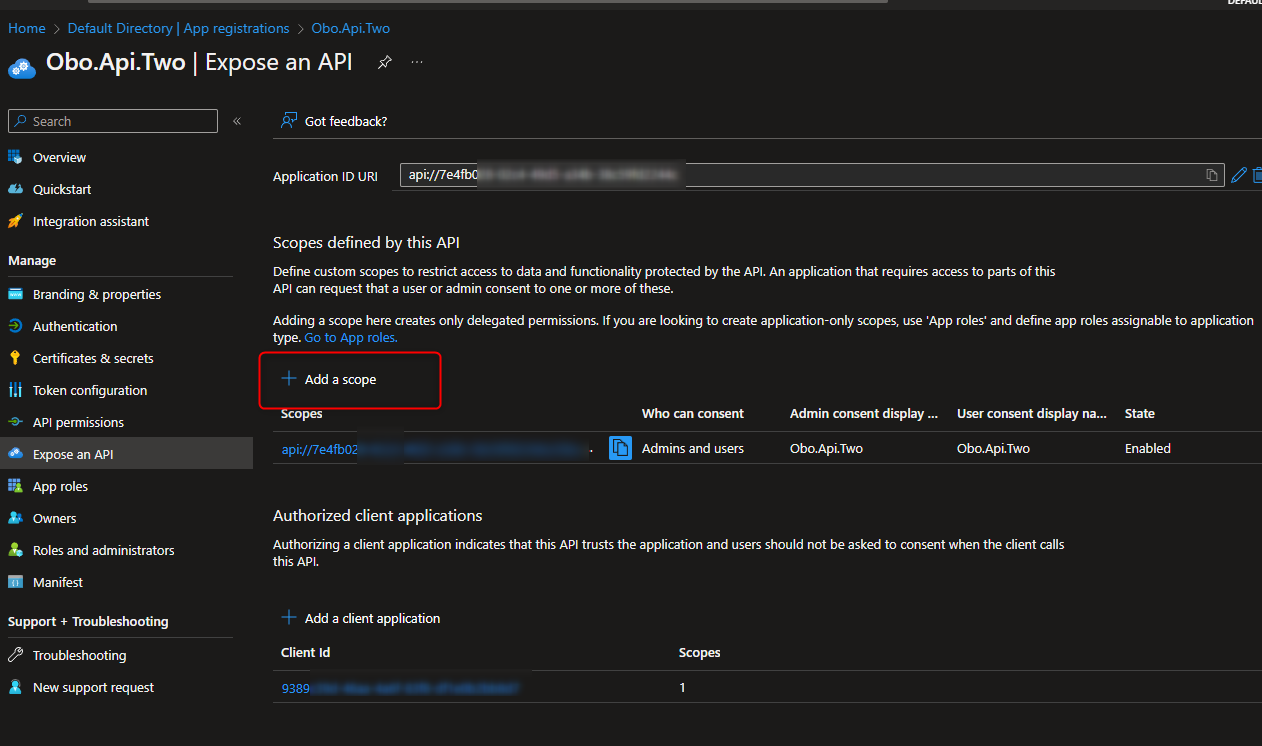 DEFAUL
Home > Default Directory | App registrations > Obo.Api.Two
Obo.Api.Two | Expose an API
Search
Got feedback?
Overview
Quickstart
Integration assistant
Manage
Branding & properties
Authentication
Certificates & secrets
Token configuration
API permissions
Expose an API
App roles
Owners
Roles and administrators
Manifest
Support + Troubleshooting
Troubleshooting
New support request
Application ID URI
api://7e4fb0
Scopes defined by this API
Define custom scopes to restrict access to data and functionality protected by the API. An application that requires access to parts of this
API can request that a user or admin consent to one or more of these.
Adding a scope here creates only delegated permissions. If you are looking to create application-only scopes, use 'App roles' and define app roles assignable to application
type. Go to App roles.
Add a scope
Scopes Who can consent Admin consent display ... User consent display na... State
api://7e4fb02 Admins and users Obo.Api.Two Obo.Api.Two Enabled
Authorized client applications
Authorizing a client application indicates that this API trusts the application and users should not be asked to consent when the client calls
this API.
Add a client application
Client Id Scopes
9389 1